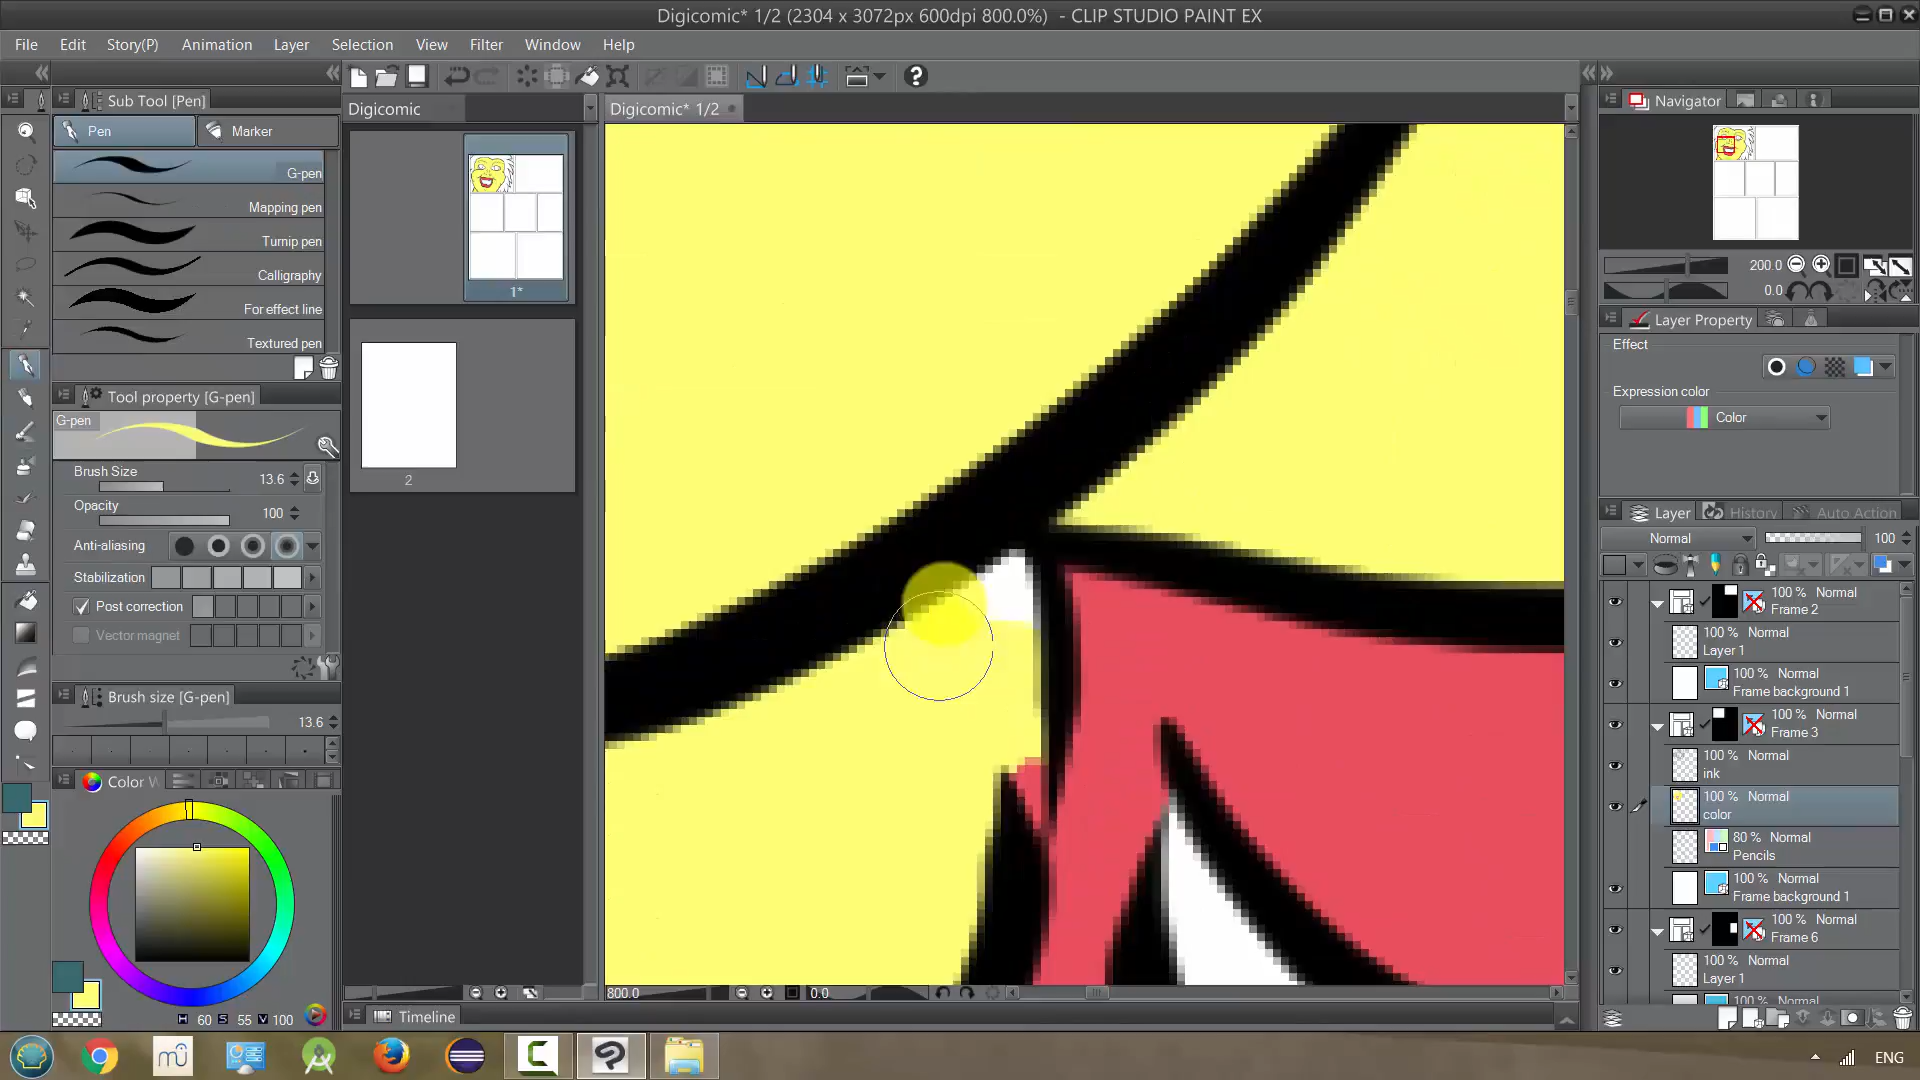 Digicomic* 1/2 (2304 x 3072px 600dpi 800.0%) - CLIP STUDIO PAINT EX
File Edit Story(P) Animation Layer Selection View Filter Window Help
Sub Tool [Pen]
Pen Marker
G-pen
Mapping pen
Turnip pen
Calligraphy
For effect line
Textured pen
Tool property [G-pen]
G-pen
Brush Size 13.6
Opacity 100
Anti-aliasing
Stabilization
Post correction
Vector magnet
Brush size [G-pen]
13.6
Color W
H 60 S 55 V 100
Digicomic
1*
2
Digicomic* 1/2
800.0 0.0
Timeline
Navigator
200.0
0.0
Layer Property
Effect
Expression color
Color
Layer History Auto Action
Normal 100
100 % Normal
Frame 2
100 % Normal
Layer 1
100 % Normal
Frame background 1
100 % Normal
Frame 3
100 % Normal
ink
100 % Normal
color
80 % Normal
Pencils
100 % Normal
Frame background 1
100 % Normal
Frame 6
100 % Normal
Layer 1
100 % Normal
ENG